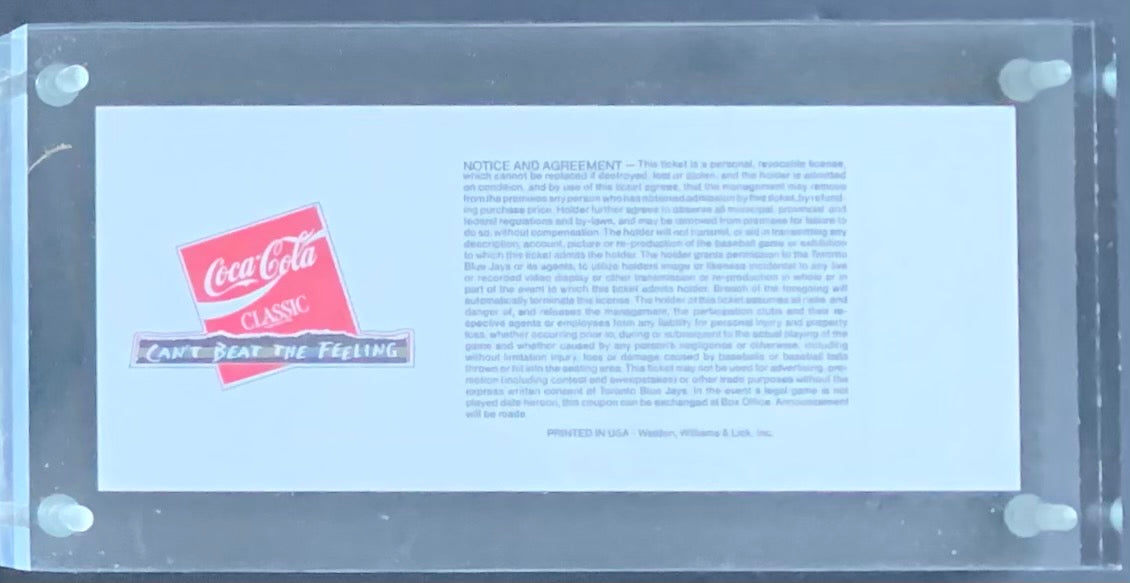 Coca-Cola
CLASSIC
CAN'T BEAT THE FEELING
NOTICE AND AGREEMENT — This ticket is a personal, revocable license,
which cannot be replaced if destroyed, lost or stolen, and the holder is admitted
on condition, and by use of this ticket agrees, that the management may remove
from the premises any person who has obtained admission by this ticket, by refund-
ing purchase price. Holder further agrees to observe all municipal, provincial and
federal regulations and by-laws, and may be removed from premises for failure to
do so, without compensation. The holder will not transmit, or aid in transmitting any
description, account, picture or re-production of the baseball game or exhibition
to which this ticket admits the holder. The holder grants permission to the Toronto
Blue Jays or its agents, to utilize holders image or likeness incidental to any live
or recorded video display or other transmission or re-production in whole or in
part of the event to which this ticket admits holder. Breach of the foregoing will
automatically terminate this license. The holder of this ticket assumes all risks and
danger of, and releases the management, the participation clubs and their re-
spective agents or employees from any liability for personal injury and property
loss, whether occurring prior to, during or subsequent to the actual playing of the
game and whether caused by any person's negligence or otherwise, including
without limitation injury, loss or damage caused by baseballs or baseball bats
thrown or hit into the seating area. This ticket may not be used for advertising, pro-
motion (including contest and sweepstakes) or other trade purposes without the
express written consent of Toronto Blue Jays. In the event a legal game is not
played date hereon, this coupon can be exchanged at Box Office. Announcement
will be made.
PRINTED IN USA - Weldon, Williams & Lick, Inc.